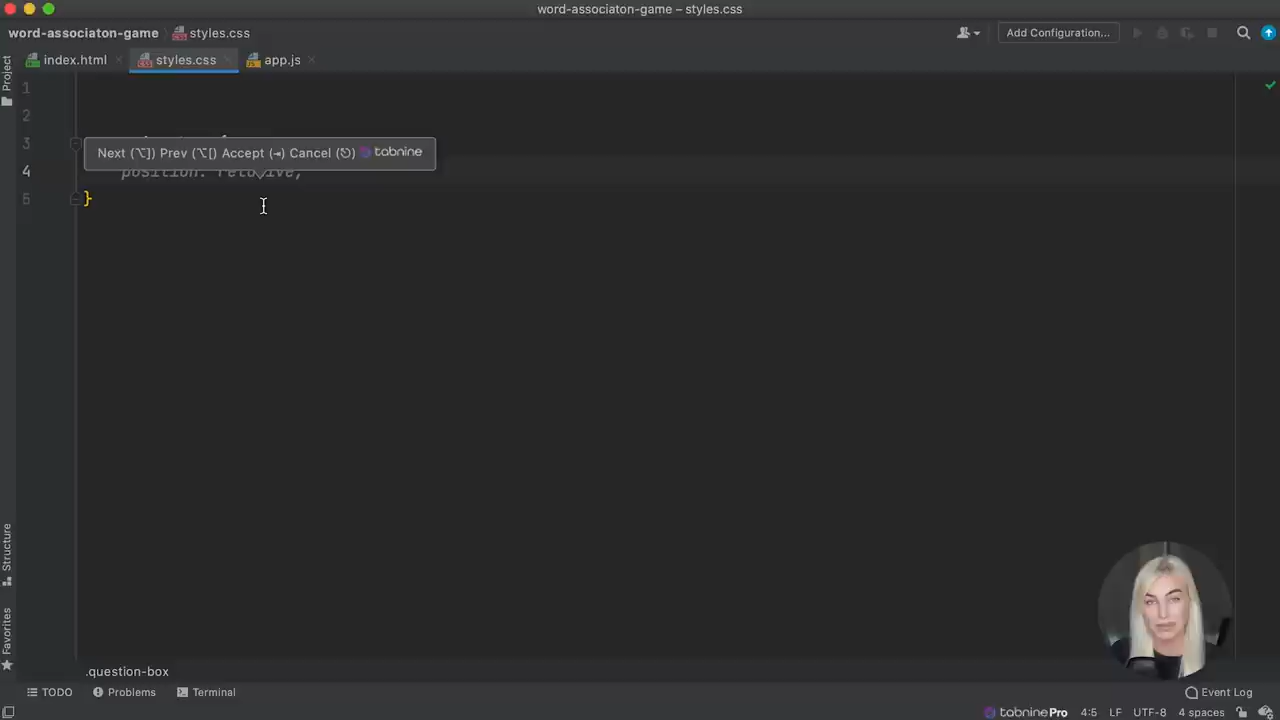 word-associaton-game – styles.css
word-associaton-game styles.css
Add Configuration...
Project
index.html styles.css app.js
1
2
3
Next (⌥]) Prev (⌥[) Accept (⇥) Cancel (⎋) tabnine
4 position: relative;
6 }
Structure
Favorites
.question-box
TODO Problems Terminal Event Log
tabnine Pro 4:5 LF UTF-8 4 spaces